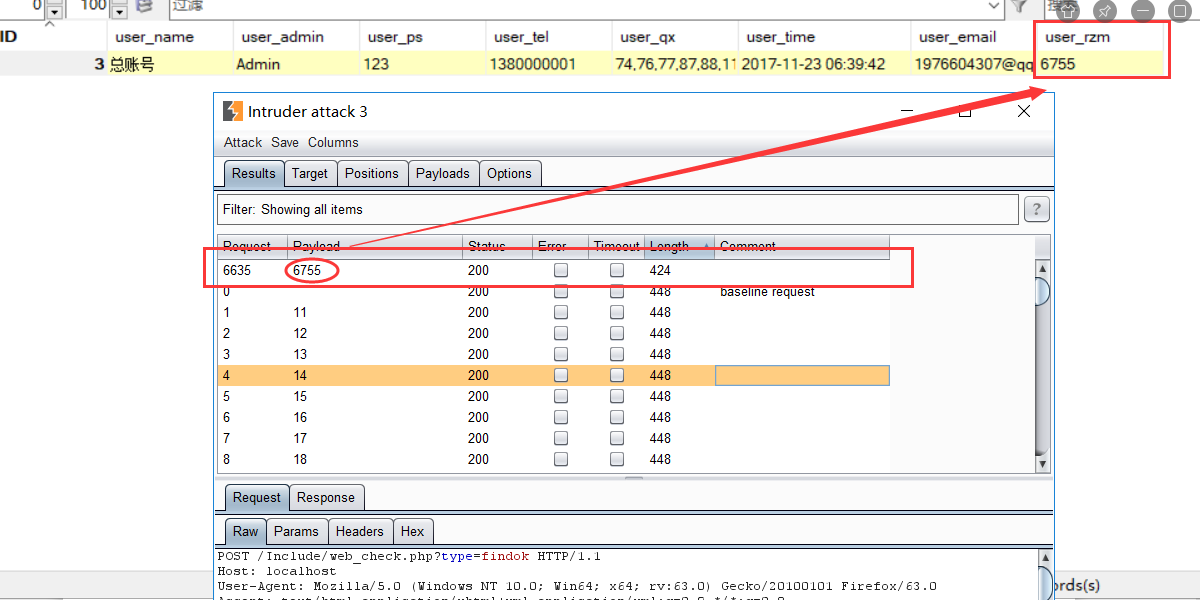 0 100 过滤
ID user_name user_admin user_ps user_tel user_qx user_time user_email user_rzm
3 总账号 Admin 123 1380000001 74,76,77,87,88,11 2017-11-23 06:39:42 1976604307@qq 6755
Intruder attack 3
Attack Save Columns
Results Target Positions Payloads Options
Filter: Showing all items ?
Request Payload Status Error Timeout Length Comment
6635 6755 200 424
0 200 448 baseline request
1 11 200 448
2 12 200 448
3 13 200 448
4 14 200 448
5 15 200 448
6 16 200 448
7 17 200 448
8 18 200 448
Request Response
Raw Params Headers Hex
POST /Include/web_check.php?type=findok HTTP/1.1
Host: localhost
User-Agent: Mozilla/5.0 (Windows NT 10.0; Win64; x64; rv:63.0) Gecko/20100101 Firefox/63.0
ords(s)